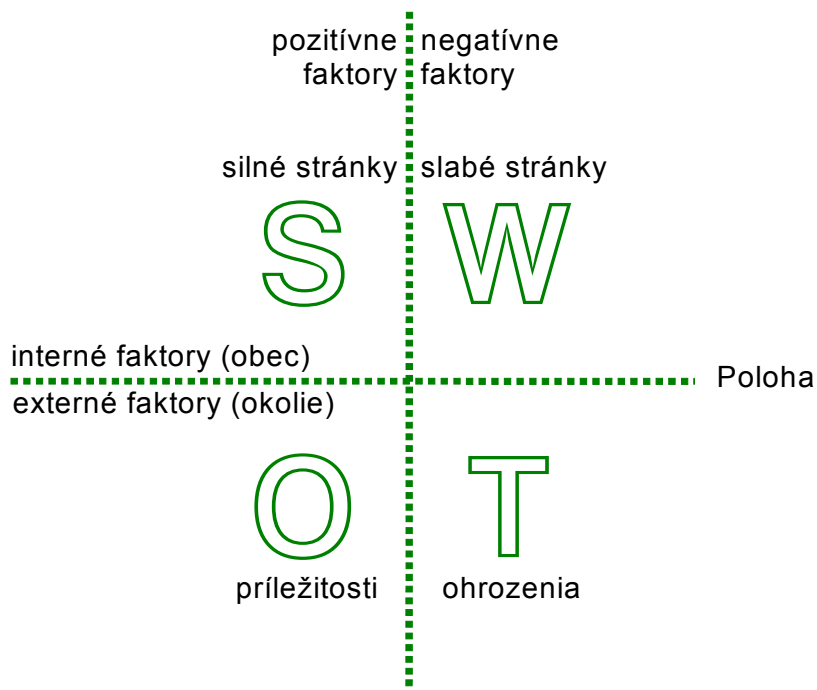 pozitívne negatívne
faktory faktory
silné stránky slabé stránky
S W
interné faktory (obec)
Poloha
externé faktory (okolie)
O T
príležitosti ohrozenia